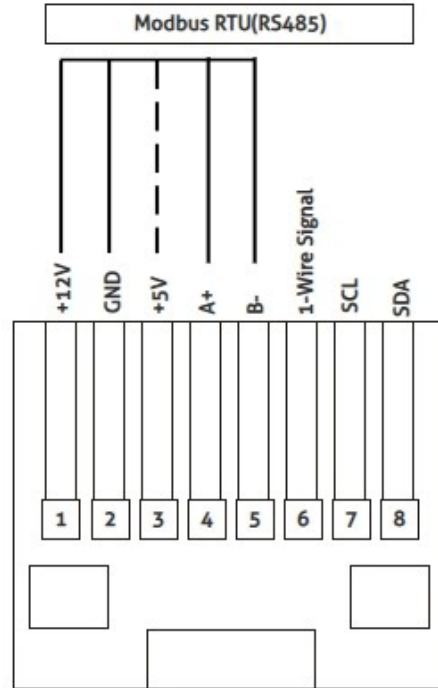 Modbus RTU(RS485)
+12V
GND
+5V
A+
B-
1-Wire Signal
SCL
SDA
1 2 3 4 5 6 7 8